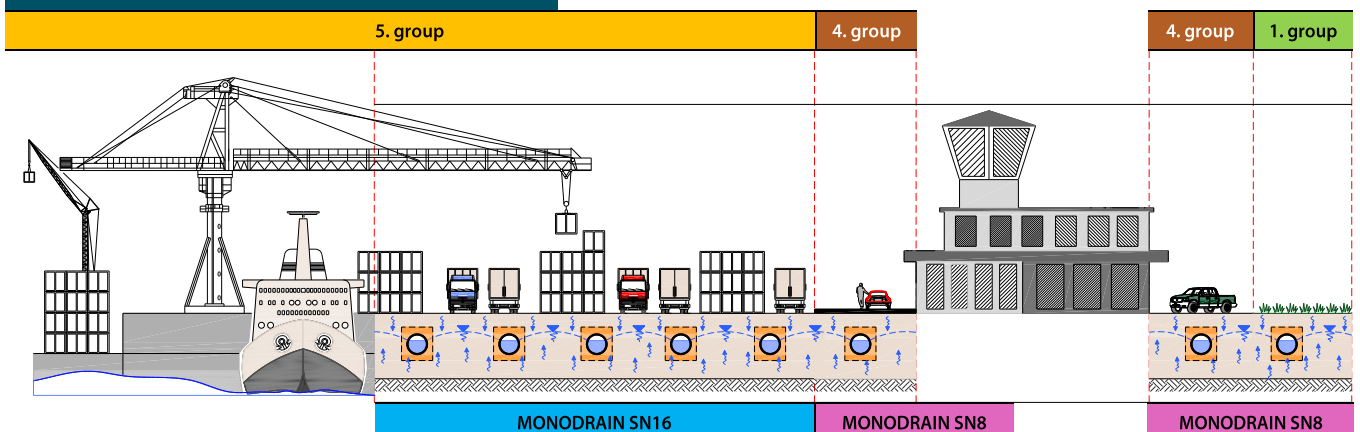 5. group
4. group
4. group
1. group
MONODRAIN SN16
MONODRAIN SN8
MONODRAIN SN8